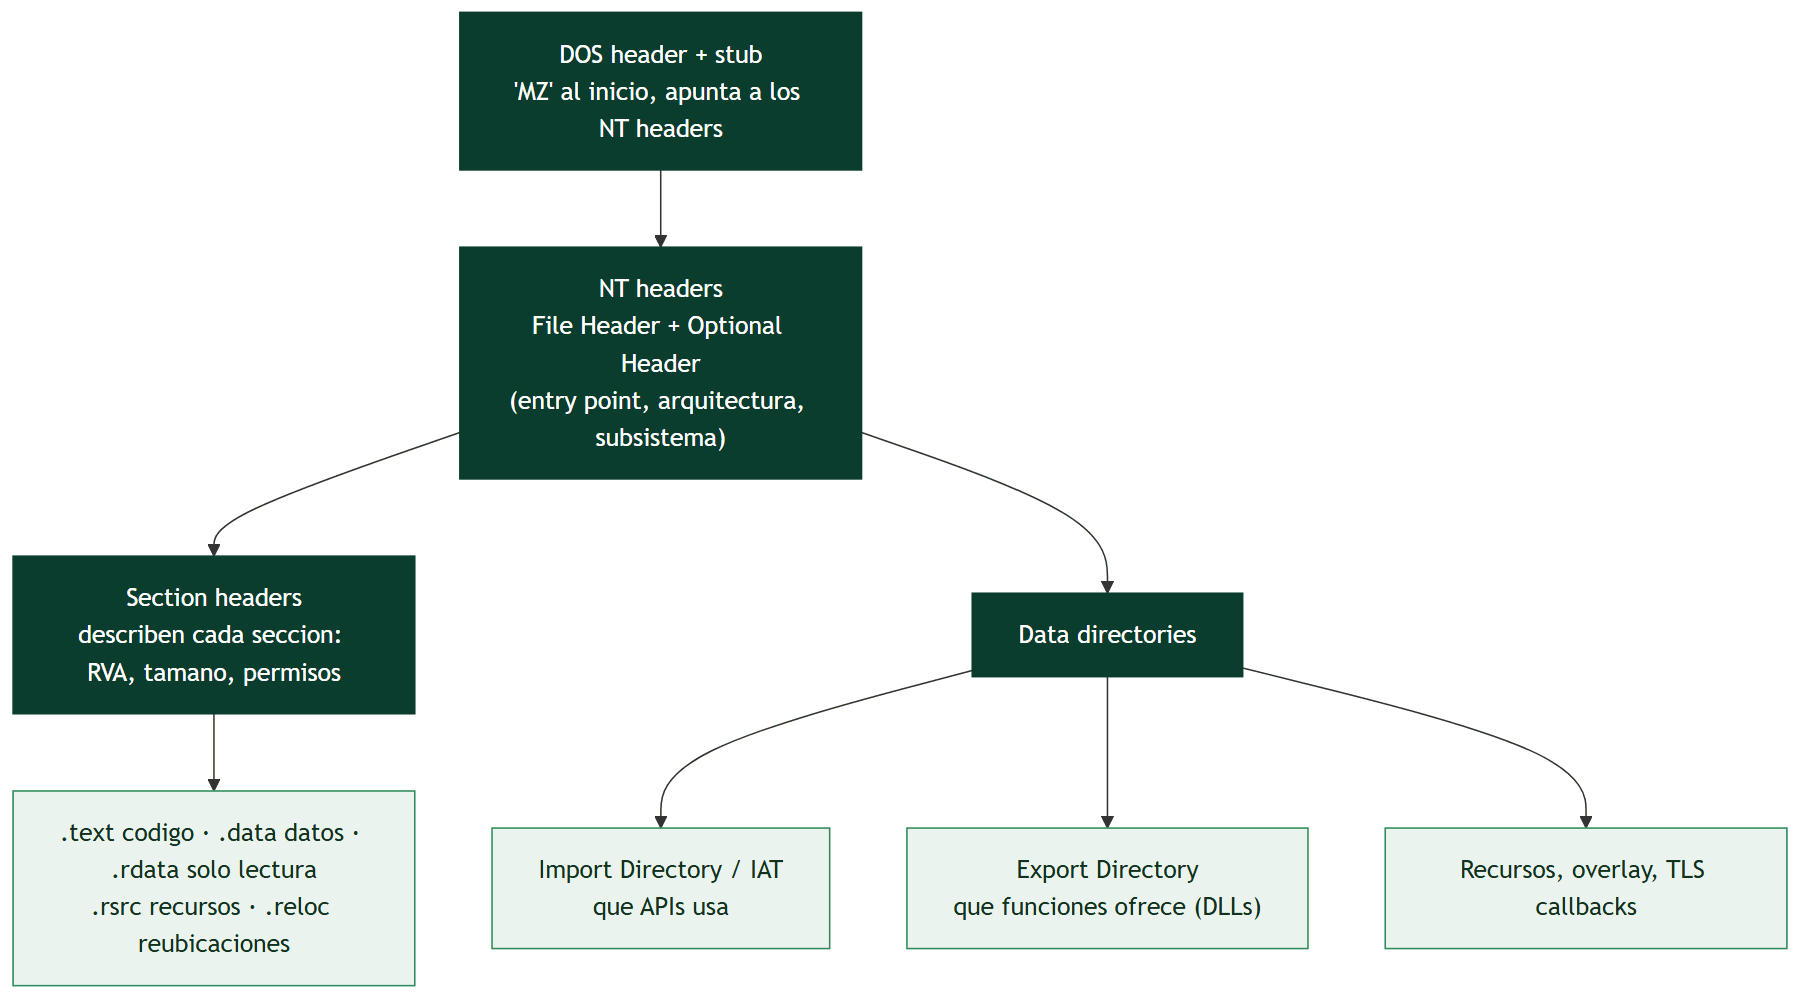 DOS header + stub
'MZ' al inicio, apunta a los
NT headers
NT headers
File Header + Optional
Header
(entry point, arquitectura,
subsistema)
Section headers
describen cada seccion:
RVA, tamano, permisos
Data directories
.text codigo · .data datos ·
.rdata solo lectura
.rsrc recursos · .reloc
reubicaciones
Import Directory / IAT
que APIs usa
Export Directory
que funciones ofrece (DLLs)
Recursos, overlay, TLS
callbacks